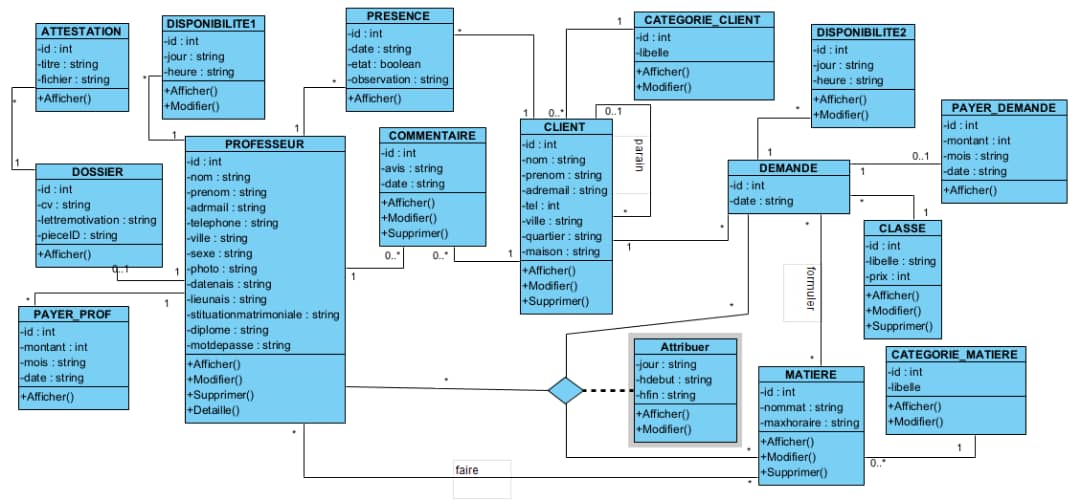 ATTESTATION
-id : int
-titre : string
-fichier : string
+Afficher()
*
1
DISPONIBILITE1
-id : int
-jour : string
-heure : string
+Afficher()
+Modifier()
*
1
PRESENCE
-id : int
-date : string
-etat : boolean
-observation : string
+Afficher()
*
1
*
1
CATEGORIE_CLIENT
-id : int
-libelle
+Afficher()
+Modifier()
1
0..*
DISPONIBILITE2
-id : int
-jour : string
-heure : string
+Afficher()
+Modifier()
*
1
PAYER_DEMANDE
-id : int
-montant : int
-mois : string
-date : string
+Afficher()
0..1
1
DOSSIER
-id : int
-cv : string
-lettremotivation : string
-pieceID : string
+Afficher()
0..1
1
PROFESSEUR
-id : int
-nom : string
-prenom : string
-adrmail : string
-telephone : string
-ville : string
-sexe : string
-photo : string
-datenais : string
-lieunais : string
-stituationmatrimoniale : string
-diplome : string
-motdepasse : string
+Afficher()
+Modifier()
+Supprimer()
+Detaille()
COMMENTAIRE
-id : int
-avis : string
-date : string
+Afficher()
+Modifier()
+Supprimer()
0..*
1
0..*
1
CLIENT
-id : int
-nom : string
-prenom : string
-adremail : string
-tel : int
-ville : string
-quartier : string
-maison : string
+Afficher()
+Modifier()
+Supprimer()
0..1
parain
*
DEMANDE
-id : int
-date : string
1
*
*
1
CLASSE
-id : int
-libelle : string
-prix : int
+Afficher()
+Modifier()
+Supprimer()
PAYER_PROF
-id : int
-montant : int
-mois : string
-date : string
+Afficher()
*
1
*
formuler
*
Attribuer
-jour : string
-hdebut : string
-hfin : string
+Afficher()
+Modifier()
*
*
*
MATIERE
-id : int
-nommat : string
-maxhoraire : string
+Afficher()
+Modifier()
+Supprimer()
CATEGORIE_MATIERE
-id : int
-libelle
+Afficher()
+Modifier()
1
0..*
*
faire
*